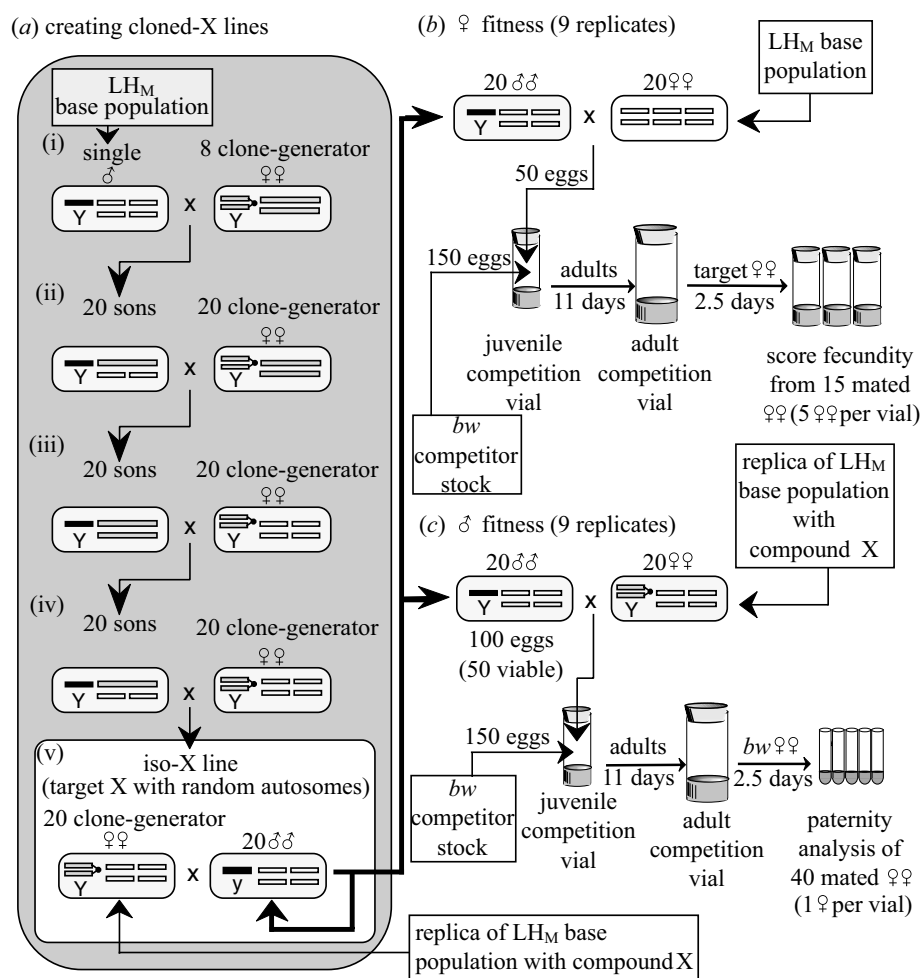 (a) creating cloned-X lines
LH_M
base population
(i)
single
♂
8 clone-generator
♀♀
Y
x
Y
(ii)
20 sons
20 clone-generator
♀♀
Y
x
Y
(iii)
20 sons
20 clone-generator
♀♀
Y
x
Y
(iv)
20 sons
20 clone-generator
♀♀
Y
x
Y
(v)
iso-X line
(target X with random autosomes)
20 clone-generator
♀♀
20♂♂
Y
x
y
replica of LH_M base
population with compound X
(b) ♀ fitness (9 replicates)
LH_M base
population
20 ♂♂
20♀♀
Y
x
50 eggs
150 eggs
adults
11 days
target ♀♀
2.5 days
juvenile
competition
vial
adult
competition
vial
score fecundity
from 15 mated
♀♀ (5 ♀♀ per vial)
bw
competitor
stock
replica of LH_M
base population
with
compound X
(c) ♂ fitness (9 replicates)
20♂♂
20♀♀
Y
x
Y
100 eggs
(50 viable)
150 eggs
adults
11 days
bw ♀♀
2.5 days
bw
competitor
stock
juvenile
competition
vial
adult
competition
vial
paternity
analysis of
40 mated ♀♀
(1 ♀ per vial)